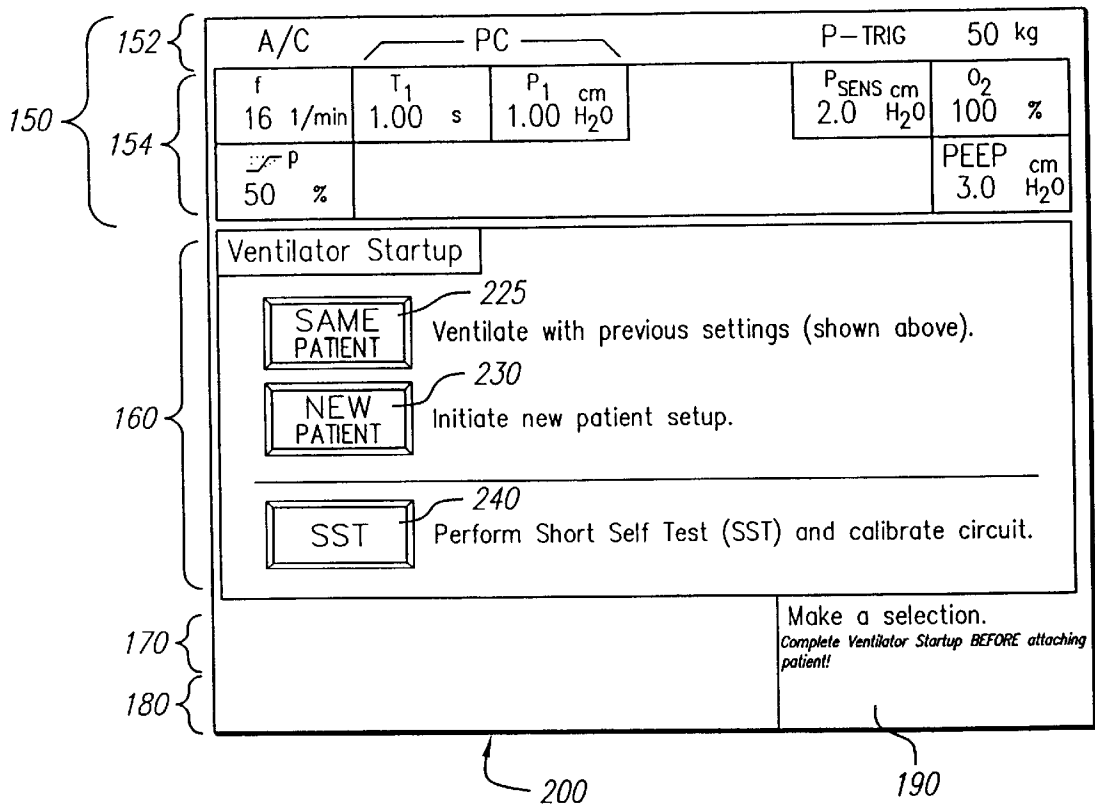 152 A/C PC P-TRIG 50 kg
150
154
f T1 P1 cm PSENS cm O2
16 1/min 1.00 s 1.00 H2O 2.0 H2O 100 %
p PEEP cm
50 % 3.0 H2O
Ventilator Startup
225
SAME
PATIENT
Ventilate with previous settings (shown above).
230
160
NEW
PATIENT
Initiate new patient setup.
240
SST
Perform Short Self Test (SST) and calibrate circuit.
170
Make a selection.
Complete Ventilator Startup BEFORE attaching
patient!
180
200
190